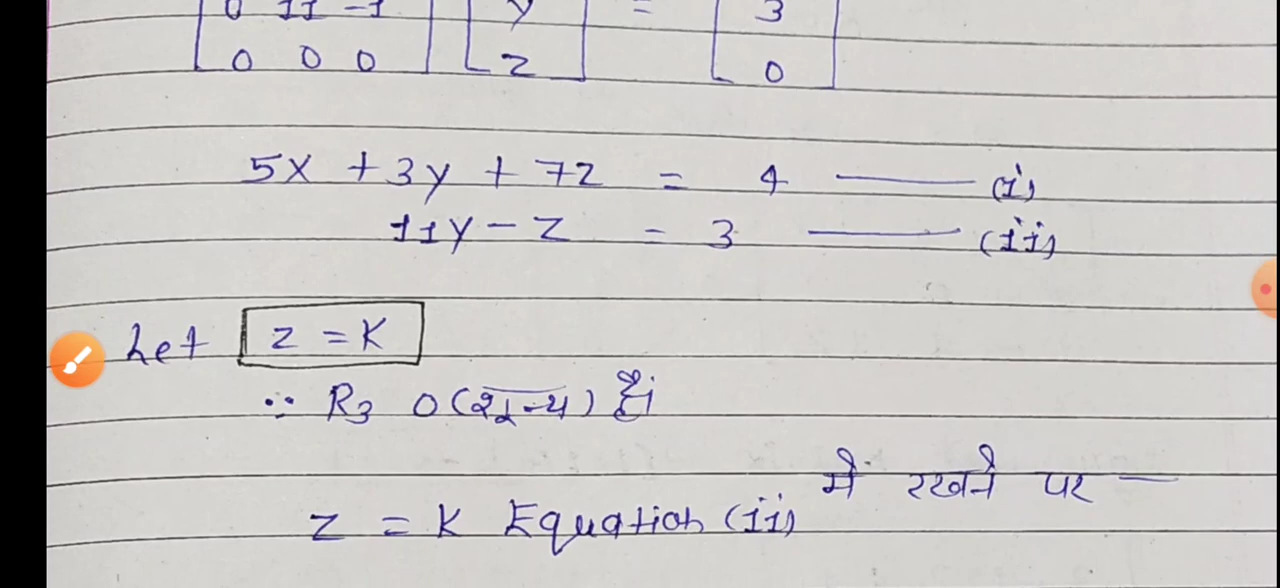 0 11 -1 y = 3
0 0 0 z 0
5x + 3y + 7z = 4 —— (i)
11y - z = 3 —— (ii)
Let z = K
∵ R3 0 (शून्य) है।
z = K Equation (ii) में रखने पर —